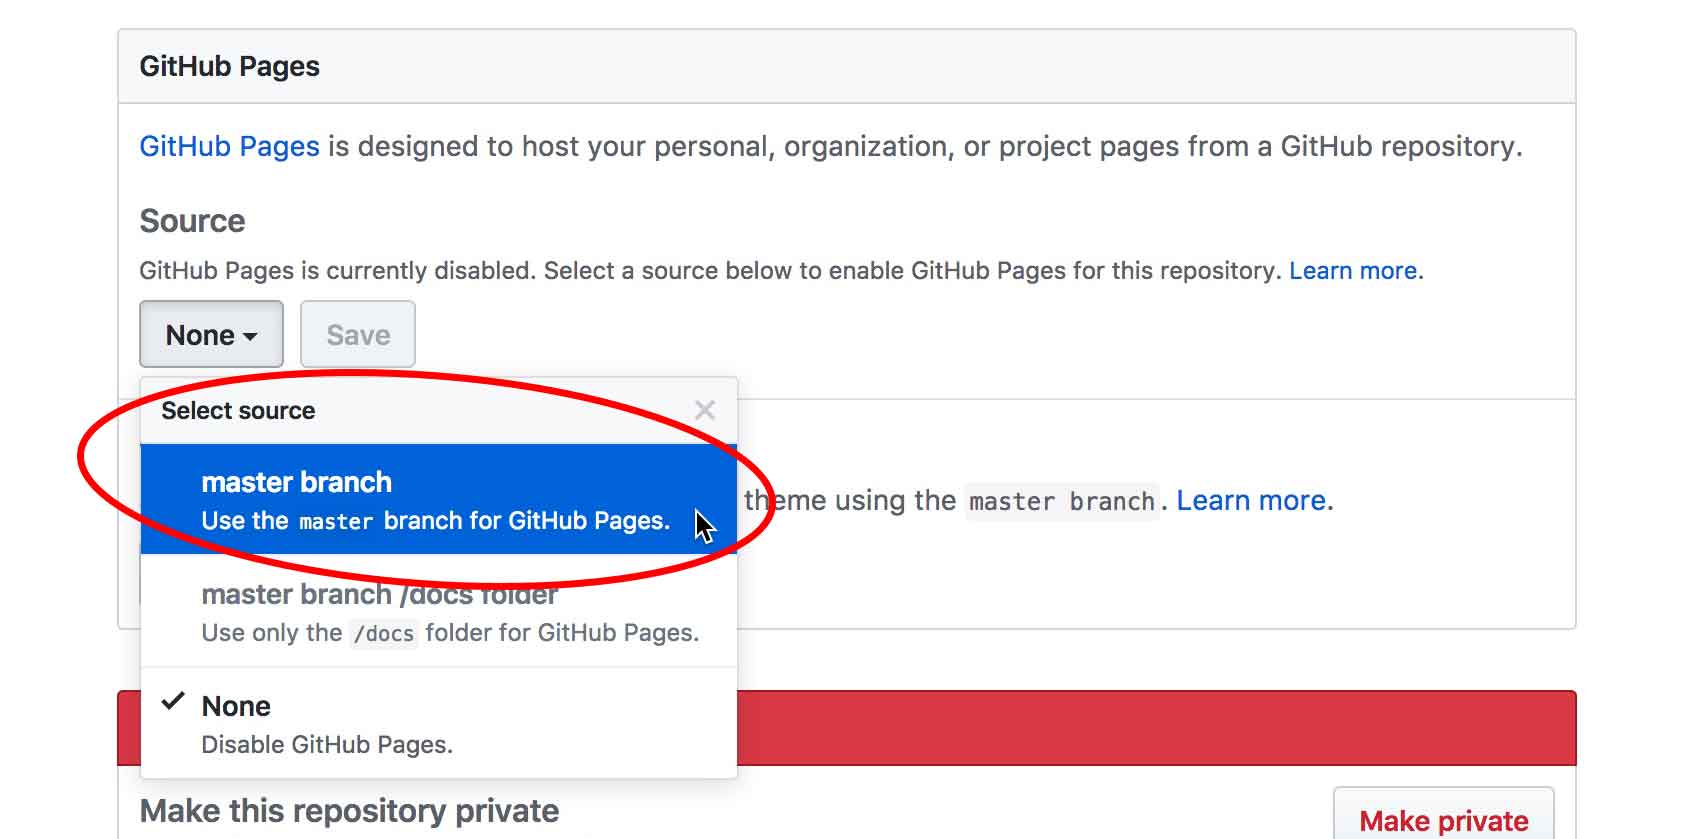 GitHub Pages
GitHub Pages is designed to host your personal, organization, or project pages from a GitHub repository.
Source
GitHub Pages is currently disabled. Select a source below to enable GitHub Pages for this repository. Learn more.
None Save
Select source
master branch
Use the master branch for GitHub Pages.
theme using the master branch. Learn more.
master branch /docs folder
Use only the /docs folder for GitHub Pages.
None
Disable GitHub Pages.
Make this repository private
Make private